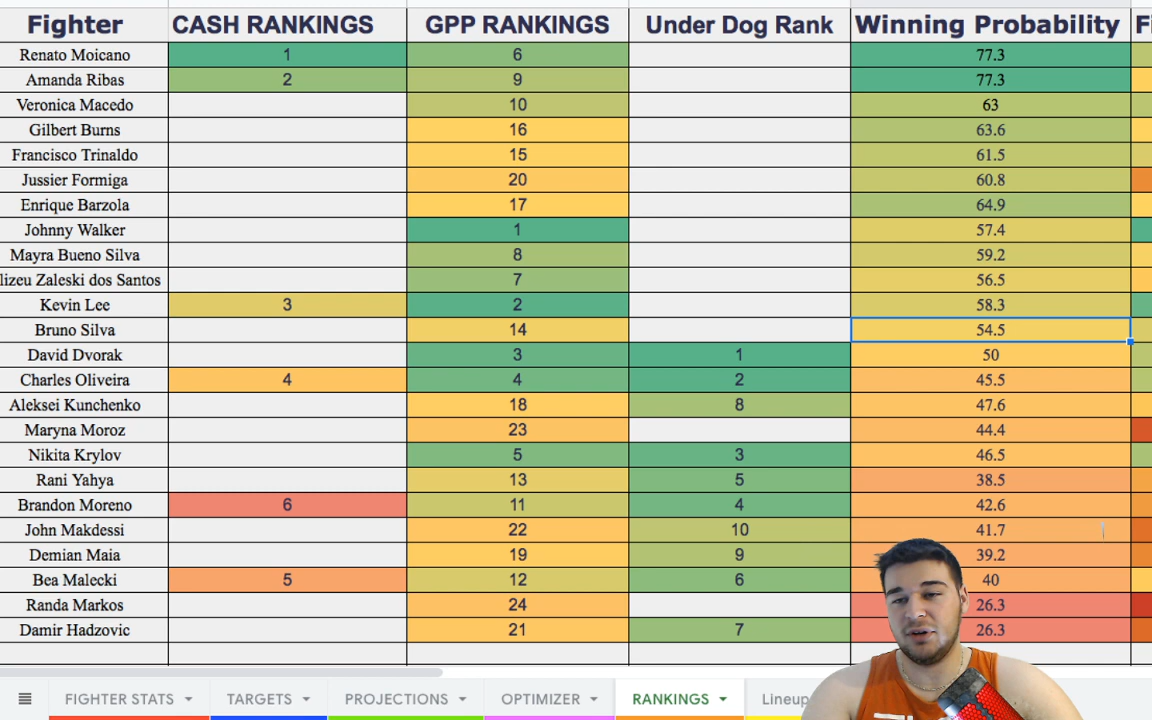 Fighter CASH RANKINGS GPP RANKINGS Under Dog Rank Winning Probability Fi
Renato Moicano 1 6 77.3
Amanda Ribas 2 9 77.3
Veronica Macedo 10 63
Gilbert Burns 16 63.6
Francisco Trinaldo 15 61.5
Jussier Formiga 20 60.8
Enrique Barzola 17 64.9
Johnny Walker 1 57.4
Mayra Bueno Silva 8 59.2
lizeu Zaleski dos Santos 7 56.5
Kevin Lee 3 2 58.3
Bruno Silva 14 54.5
David Dvorak 3 1 50
Charles Oliveira 4 4 2 45.5
Aleksei Kunchenko 18 8 47.6
Maryna Moroz 23 44.4
Nikita Krylov 5 3 46.5
Rani Yahya 13 5 38.5
Brandon Moreno 6 11 4 42.6
John Makdessi 22 10 41.7
Demian Maia 19 9 39.2
Bea Malecki 5 12 6 40
Randa Markos 24 26.3
Damir Hadzovic 21 7 26.3
FIGHTER STATS TARGETS PROJECTIONS OPTIMIZER RANKINGS Lineup